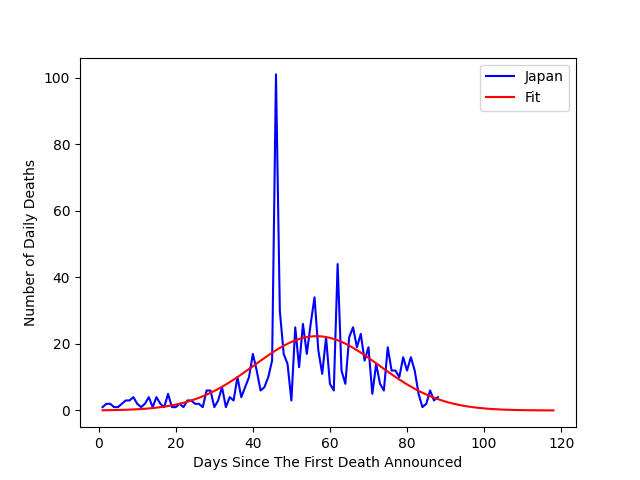 Japan
Fit
100
80
60
40
20
0
Number of Daily Deaths
0 20 40 60 80 100 120
Days Since The First Death Announced